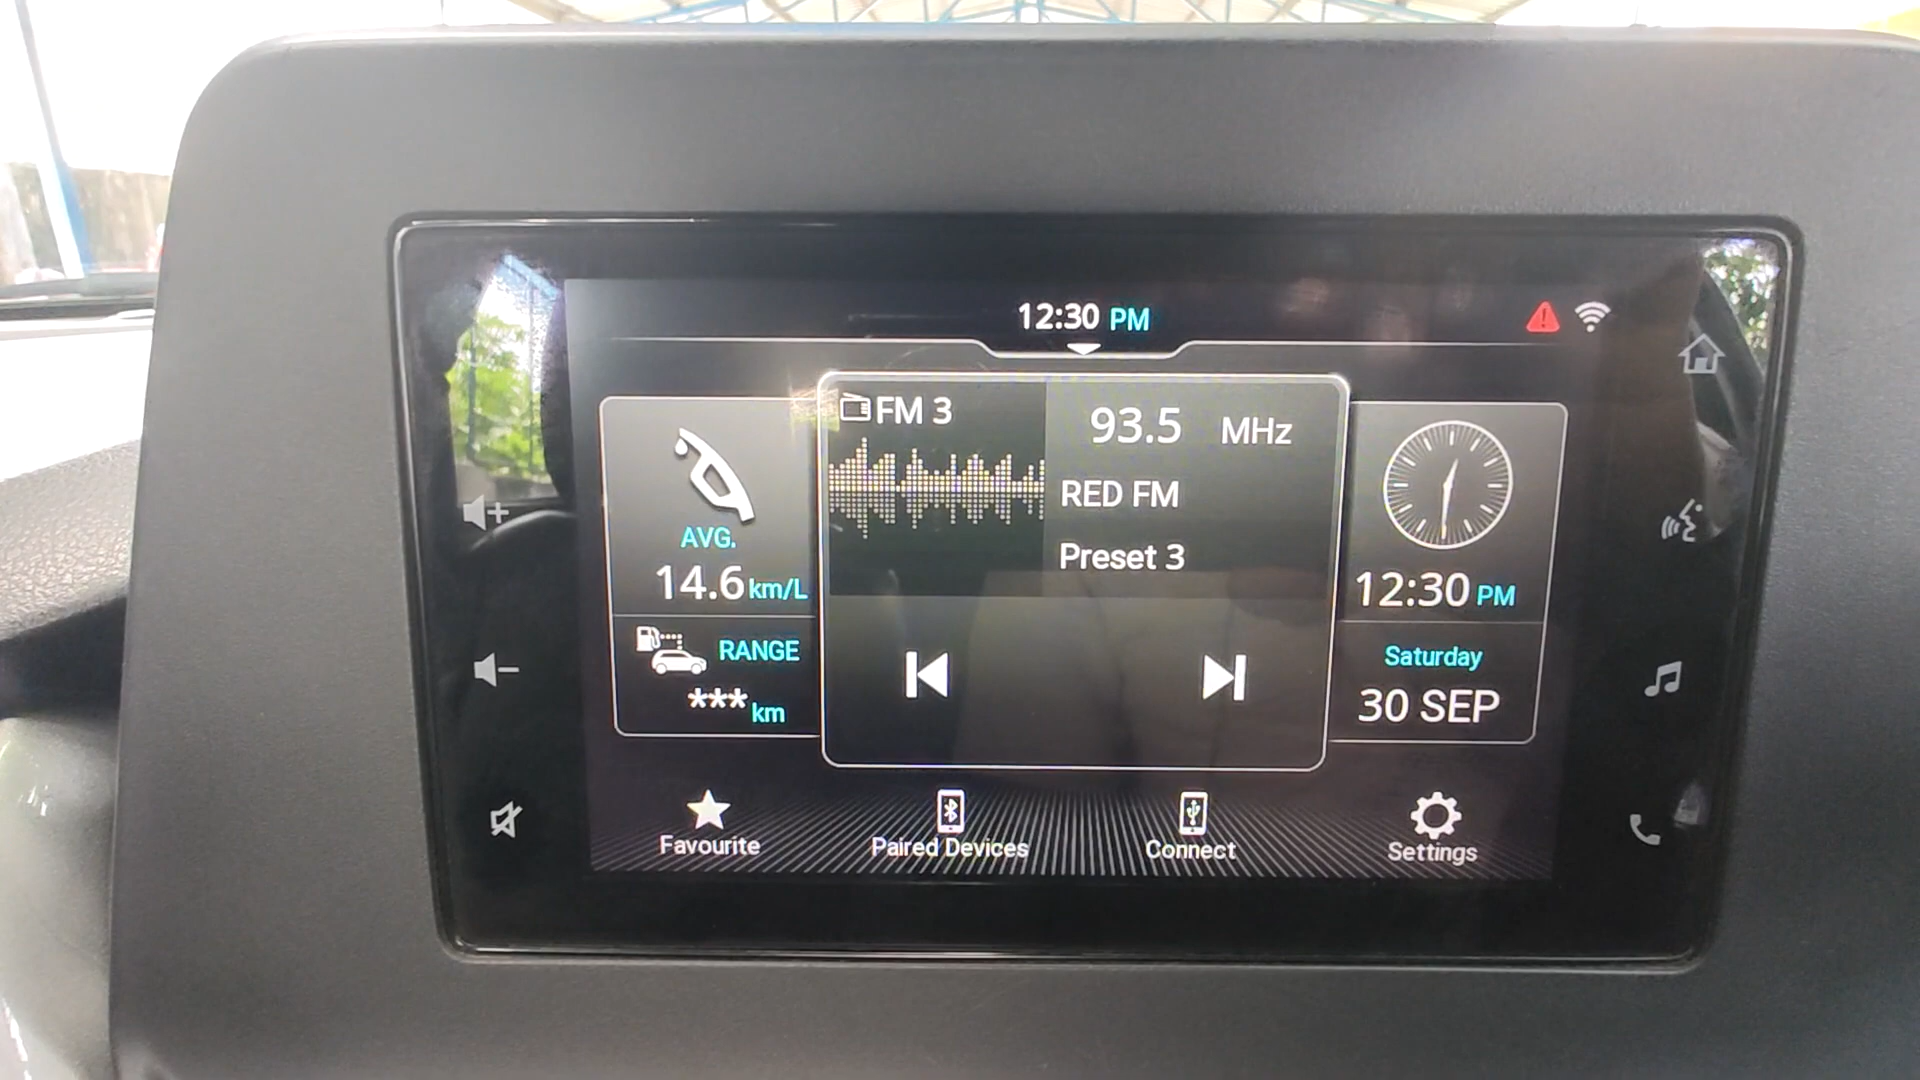 12:30 PM
FM 3
93.5 MHz
RED FM
Preset 3
AVG.
14.6 km/L
RANGE
*** km
12:30 PM
Saturday
30 SEP
Favourite
Paired Devices
Connect
Settings